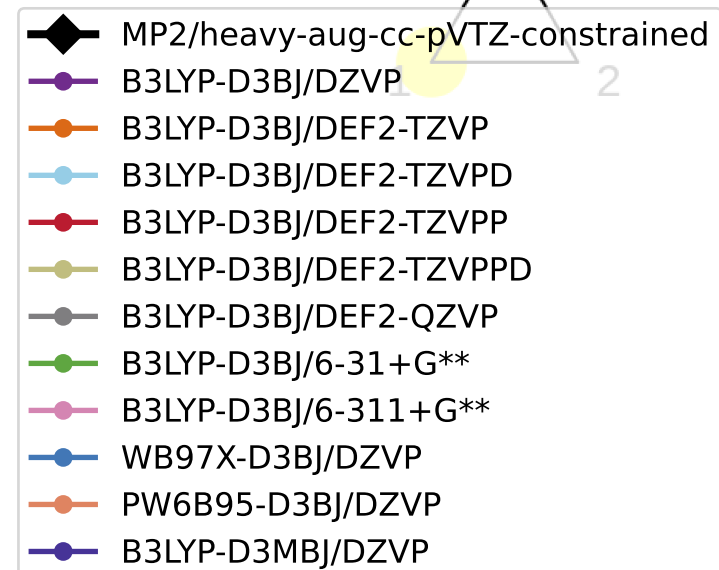 MP2/heavy-aug-cc-pVTZ-constrained
B3LYP-D3BJ/DZVP
1 2
B3LYP-D3BJ/DEF2-TZVP
B3LYP-D3BJ/DEF2-TZVPD
B3LYP-D3BJ/DEF2-TZVPP
B3LYP-D3BJ/DEF2-TZVPPD
B3LYP-D3BJ/DEF2-QZVP
B3LYP-D3BJ/6-31+G**
B3LYP-D3BJ/6-311+G**
WB97X-D3BJ/DZVP
PW6B95-D3BJ/DZVP
B3LYP-D3MBJ/DZVP